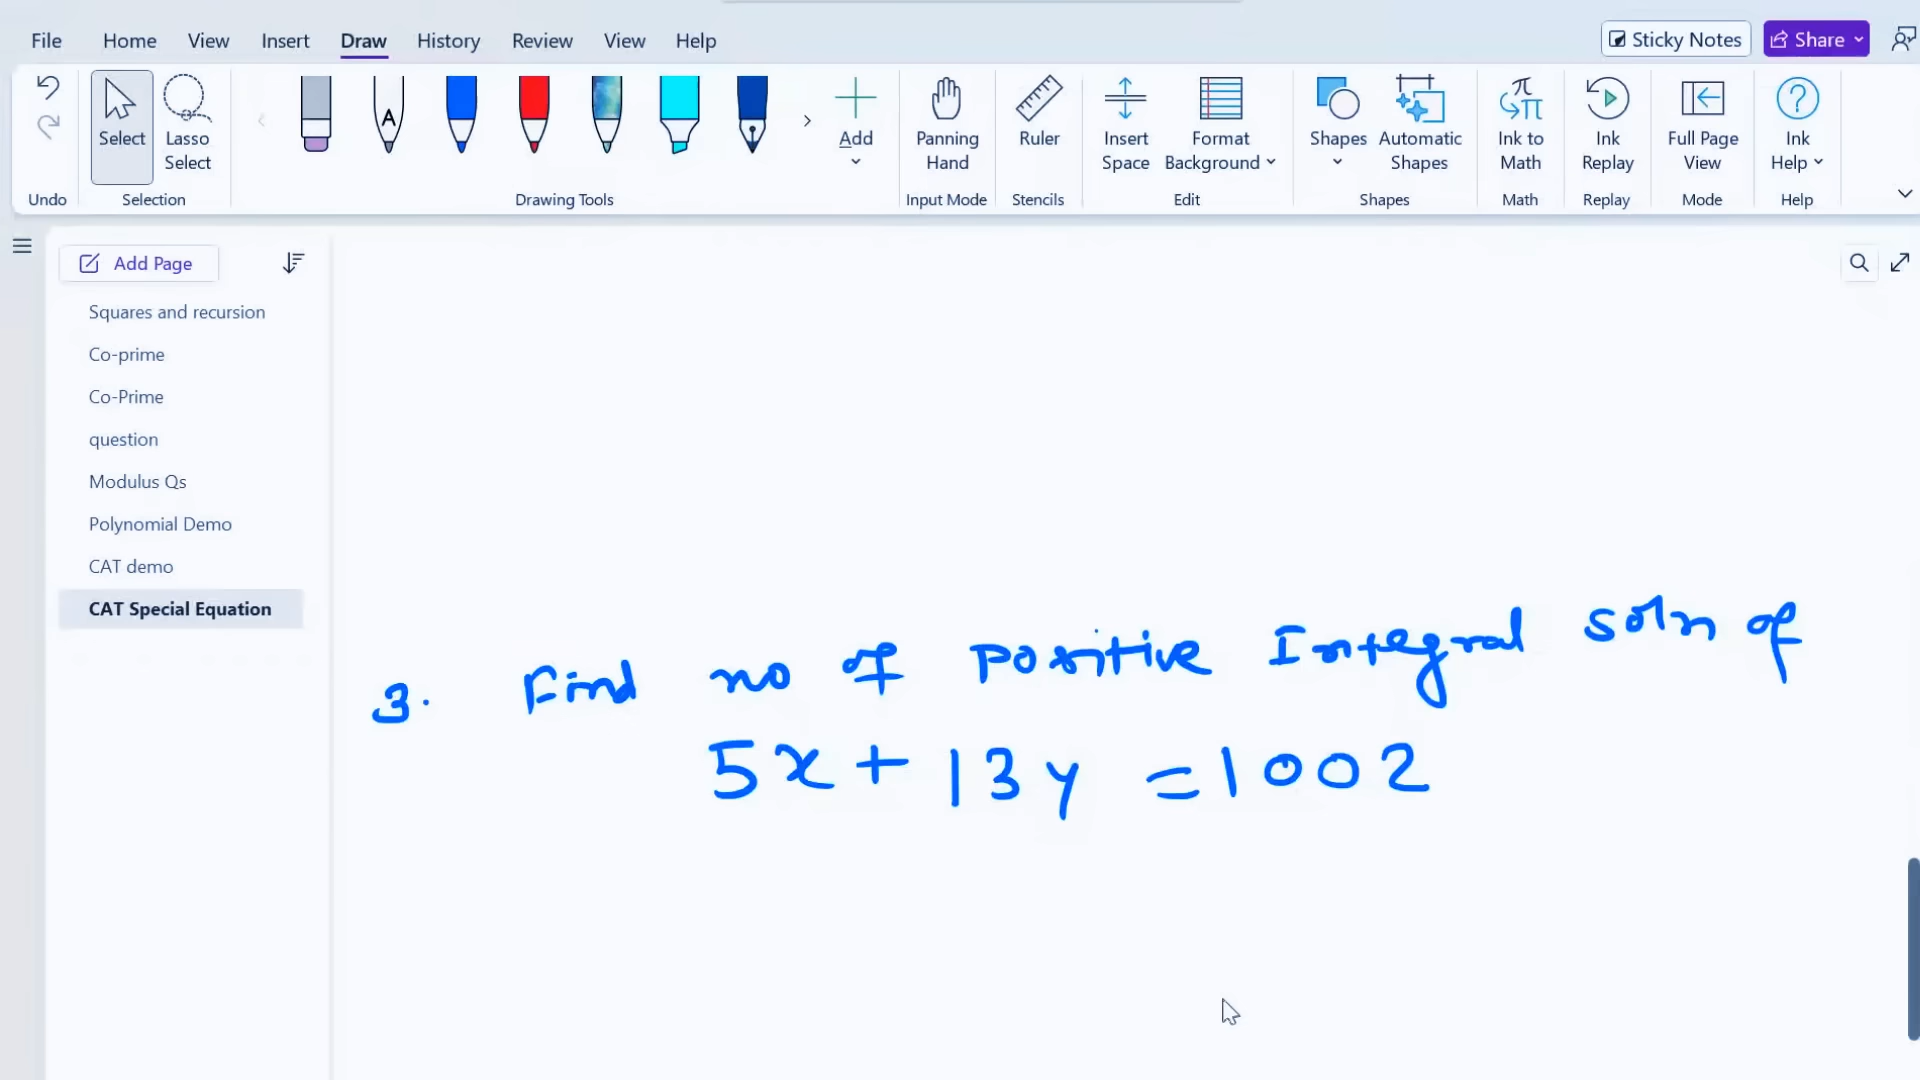 File Home View Insert Draw History Review View Help Sticky Notes Share
Select Lasso Select A Add Panning Hand Ruler Insert Space Format Background Shapes Automatic Shapes Ink to Math Ink Replay Full Page View Ink Help
Undo Selection Drawing Tools Input Mode Stencils Edit Shapes Math Replay Mode Help
Add Page
Squares and recursion
Co-prime
Co-Prime
question
Modulus Qs
Polynomial Demo
CAT demo
CAT Special Equation
3. Find no of positive Integral soln of
5x + 13y = 1002